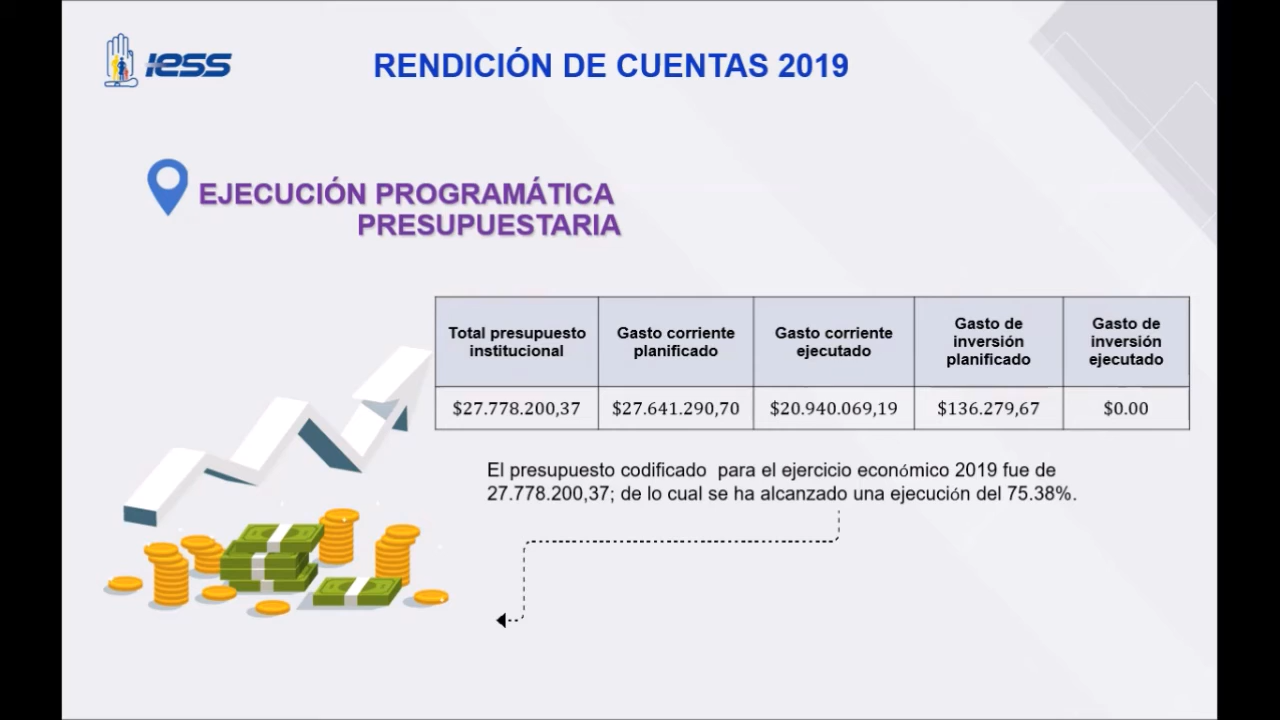 IESS
RENDICIÓN DE CUENTAS 2019
EJECUCIÓN PROGRAMÁTICA
PRESUPUESTARIA
Total presupuesto
institucional
Gasto corriente
planificado
Gasto corriente
ejecutado
Gasto de
inversión
planificado
Gasto de
inversión
ejecutado
$27.778.200,37
$27.641.290,70
$20.940.069,19
$136.279,67
$0.00
El presupuesto codificado para el ejercicio económico 2019 fue de
27.778.200,37; de lo cual se ha alcanzado una ejecución del 75.38%.